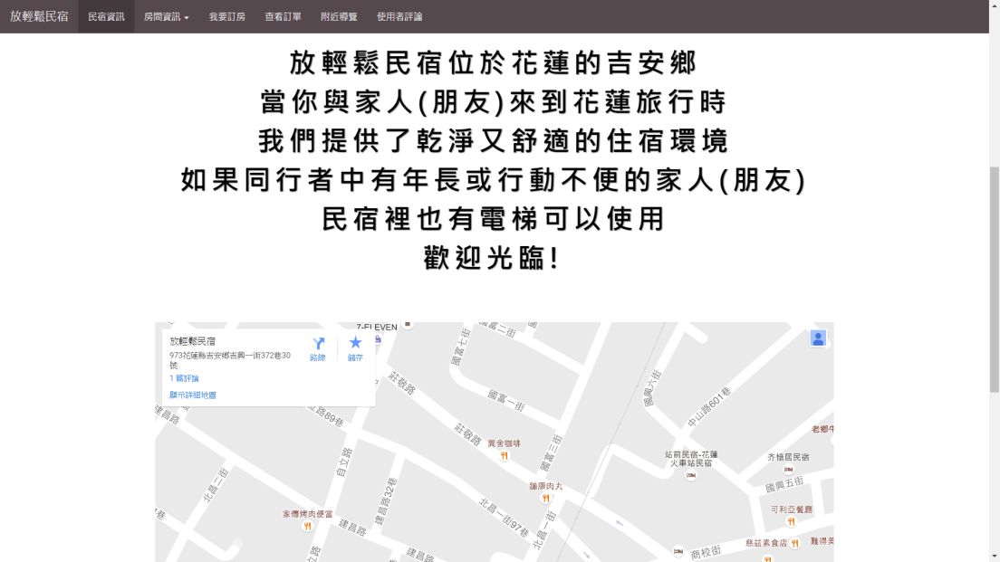 放輕鬆民宿 民宿資訊 房間資訊 我要訂房 查看訂單 附近導覽 使用者評論
放輕鬆民宿位於花蓮的吉安鄉
當你與家人(朋友)來到花蓮旅行時
我們提供了乾淨又舒適的住宿環境
如果同行者中有年長或行動不便的家人(朋友)
民宿裡也有電梯可以使用
歡迎光臨!
7-ELEVEN
放輕鬆民宿
973花蓮縣吉安鄉吉興一街372巷30
號
1 篇評論
顯示詳細地圖
路線
儲存
國富二街
國富七街
莊敬路
國富一街
國興六街
中山路601巷
建昌路
立路89巷
自立路
莊敬路
異舍咖啡
國富三街
老鄉牛
站前民宿-花蓮
火車站民宿
齊憶居民宿
北昌二街
建昌路32巷
蹦康肉丸
國興五街
家傳烤肉便當
建昌路
北昌一街97巷
北昌一街
可利亞餐廳
慈益素食店
難得美
商校街
建昌路
立路